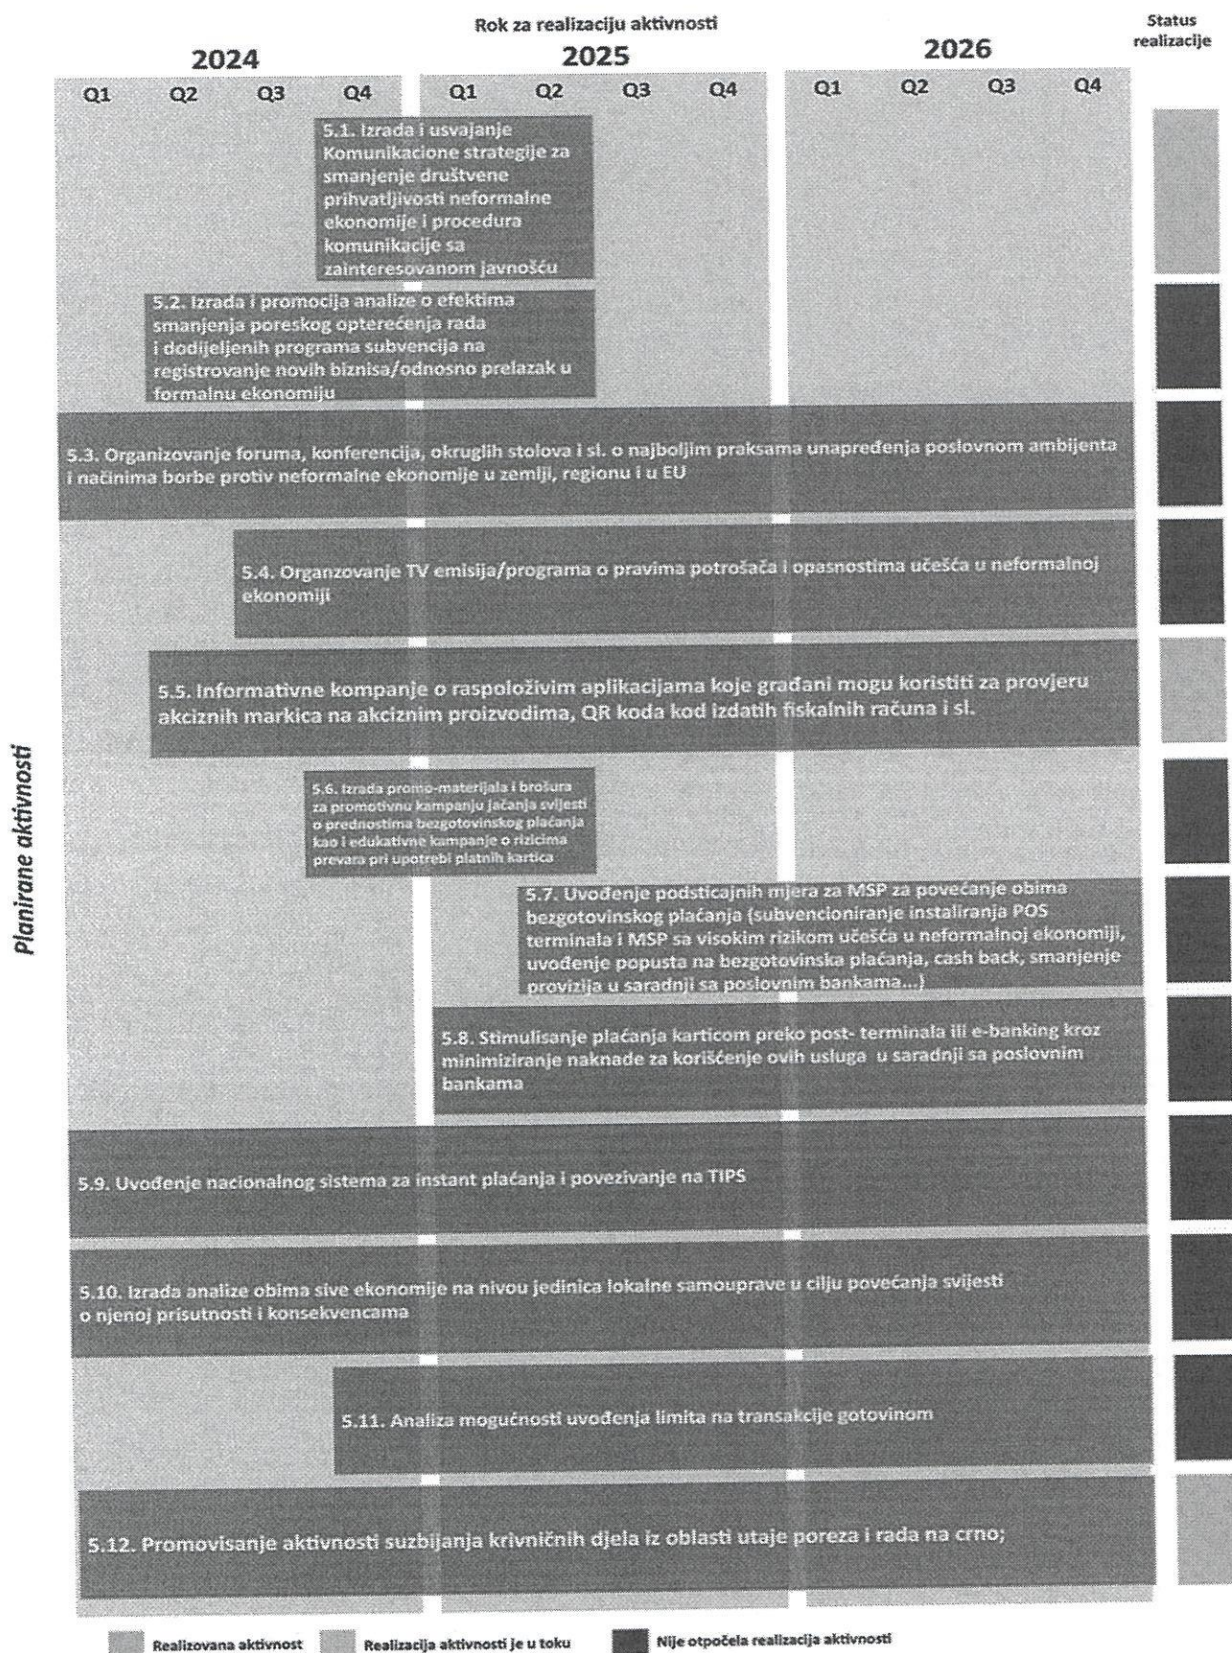 Rok za realizaciju aktivnosti
Status
realizacije
2024
2025
2026
Q1
Q2
Q3
Q4
Q1
Q2
Q3
Q4
Q1
Q2
Q3
Q4
Planirane aktivnosti
5.1. Izrada i usvajanje
Komunikacione strategije za
smanjenje društvene
prihvatljivosti neformalne
ekonomije i procedura
komunikacije sa
zainteresovanom javnošću
5.2. Izrada i promocija analize o efektima
smanjenja poreskog opterećenja rada
i dodijeljenih programa subvencija na
registrovanje novih biznisa/odnosno prelazak u
formalnu ekonomiju
5.3. Organizovanje foruma, konferencija, okruglih stolova i sl. o najboljim praksama unapređenja poslovnom ambijenta
i načinima borbe protiv neformalne ekonomije u zemlji, regionu i u EU
5.4. Organzovanje TV emisija/programa o pravima potrošača i opasnostima učešća u neformalnoj
ekonomiji
5.5. Informativne kompanje o raspoloživim aplikacijama koje građani mogu koristiti za provjeru
akciznih markica na akciznim proizvodima, QR koda kod izdatih fiskalnih računa i sl.
5.6. Izrada promo-materijala i brošura
za promotivnu kampanju jačanja svijesti
o prednostima bezgotovinskog plaćanja
kao i edukativne kampanje o rizicima
prevara pri upotrebi platnih kartica
5.7. Uvođenje podsticajnih mjera za MSP za povećanje obima
bezgotovinskog plaćanja (subvencioniranje instaliranja POS
terminala i MSP sa visokim rizikom učešća u neformalnoj ekonomiji,
uvođenje popusta na bezgotovinska plaćanja, cash back, smanjenje
provizija u saradnji sa poslovnim bankama...)
5.8. Stimulisanje plaćanja karticom preko post- terminala ili e-banking kroz
minimiziranje naknade za korišćenje ovih usluga u saradnji sa poslovnim
bankama
5.9. Uvođenje nacionalnog sistema za instant plaćanja i povezivanje na TIPS
5.10. Izrada analize obima sive ekonomije na nivou jedinica lokalne samouprave u cilju povećanja svijesti
o njenoj prisutnosti i konsekvencama
5.11. Analiza mogućnosti uvođenja limita na transakcije gotovinom
5.12. Promovisanje aktivnosti suzbijanja krivničnih djela iz oblasti utaje poreza i rada na crno;
Realizovana aktivnost
Realizacija aktivnosti je u toku
Nije otpočela realizacija aktivnosti